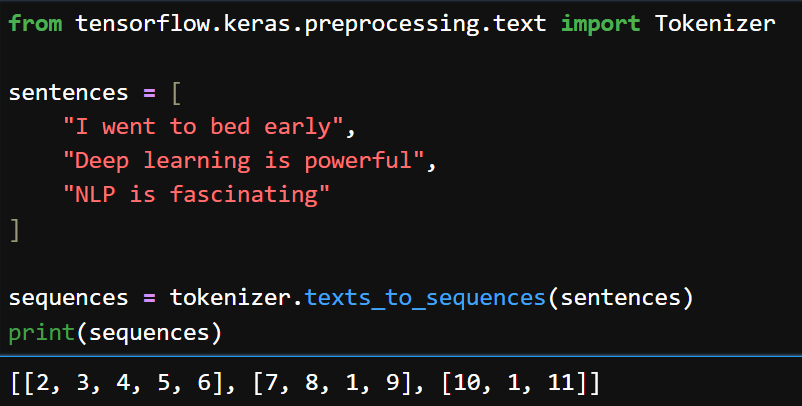 from tensorflow.keras.preprocessing.text import Tokenizer
sentences = [
    "I went to bed early",
    "Deep learning is powerful",
    "NLP is fascinating"
]
sequences = tokenizer.texts_to_sequences(sentences)
print(sequences)
[[2, 3, 4, 5, 6], [7, 8, 1, 9], [10, 1, 11]]